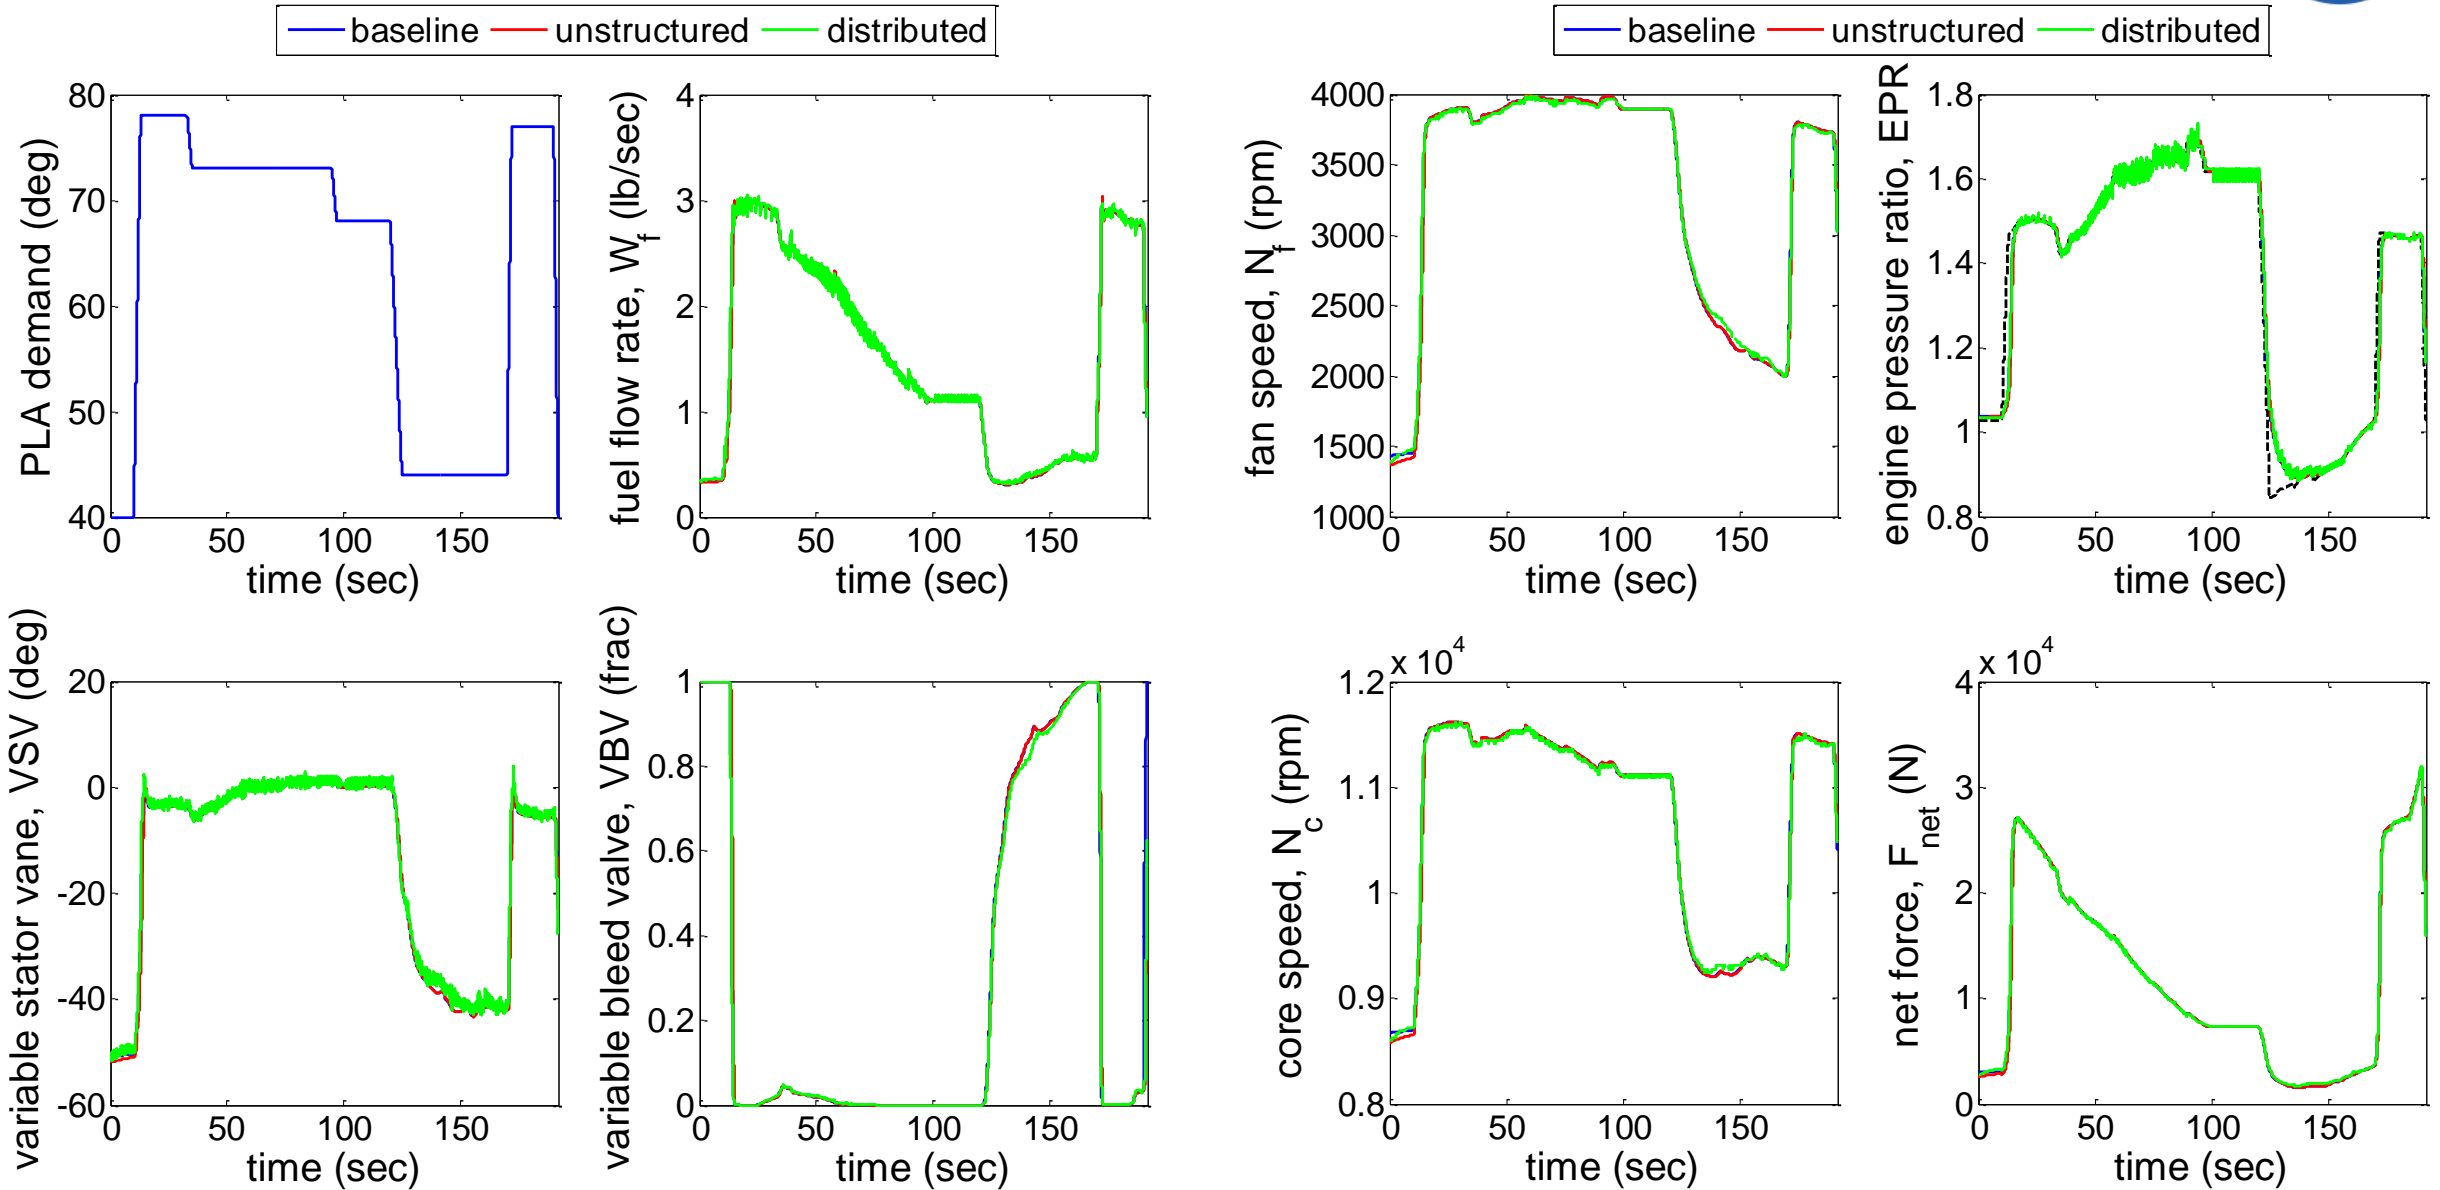 baseline unstructured distributed
baseline unstructured distributed
PLA demand (deg)
80
70
60
50
40
0 50 100 150
time (sec)
fuel flow rate, W_f (lb/sec)
4
3
2
1
0
0 50 100 150
time (sec)
fan speed, N_f (rpm)
4000
3500
3000
2500
2000
1500
1000
0 50 100 150
time (sec)
engine pressure ratio, EPR
1.8
1.6
1.4
1.2
1
0.8
0 50 100 150
time (sec)
variable stator vane, VSV (deg)
20
0
-20
-40
-60
0 50 100 150
time (sec)
variable bleed valve, VBV (frac)
1
0.8
0.6
0.4
0.2
0
0 50 100 150
time (sec)
core speed, N_c (rpm)
x 10^4
1.2
1.1
1
0.9
0.8
0 50 100 150
time (sec)
net force, F_net (N)
x 10^4
4
3
2
1
0
0 50 100 150
time (sec)